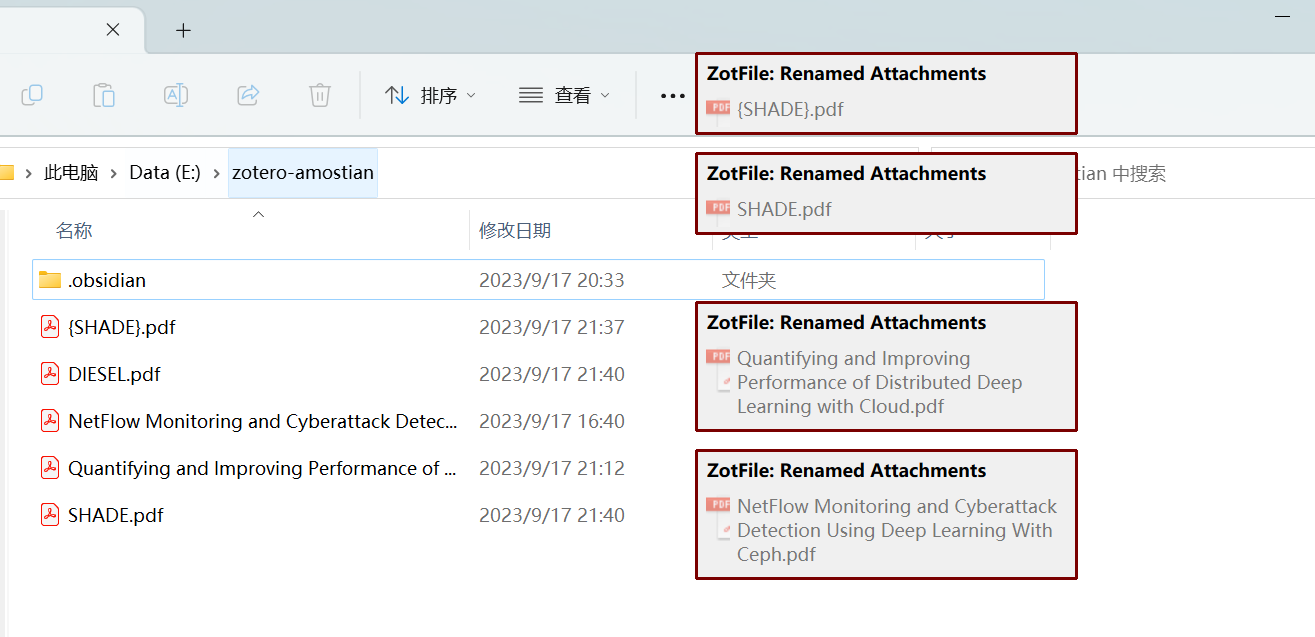 排序
查看
ZotFile: Renamed Attachments
PDF
{SHADE}.pdf
此电脑 > Data (E:) > zotero-amostian
ZotFile: Renamed Attachments
PDF
SHADE.pdf
tian 中搜索
名称
修改日期
.obsidian
2023/9/17 20:33
文件夹
{SHADE}.pdf
2023/9/17 21:37
DIESEL.pdf
2023/9/17 21:40
NetFlow Monitoring and Cyberattack Detec...
2023/9/17 16:40
Quantifying and Improving Performance of ...
2023/9/17 21:12
SHADE.pdf
2023/9/17 21:40
ZotFile: Renamed Attachments
PDF
Quantifying and Improving
Performance of Distributed Deep
Learning with Cloud.pdf
ZotFile: Renamed Attachments
PDF
NetFlow Monitoring and Cyberattack
Detection Using Deep Learning With
Ceph.pdf